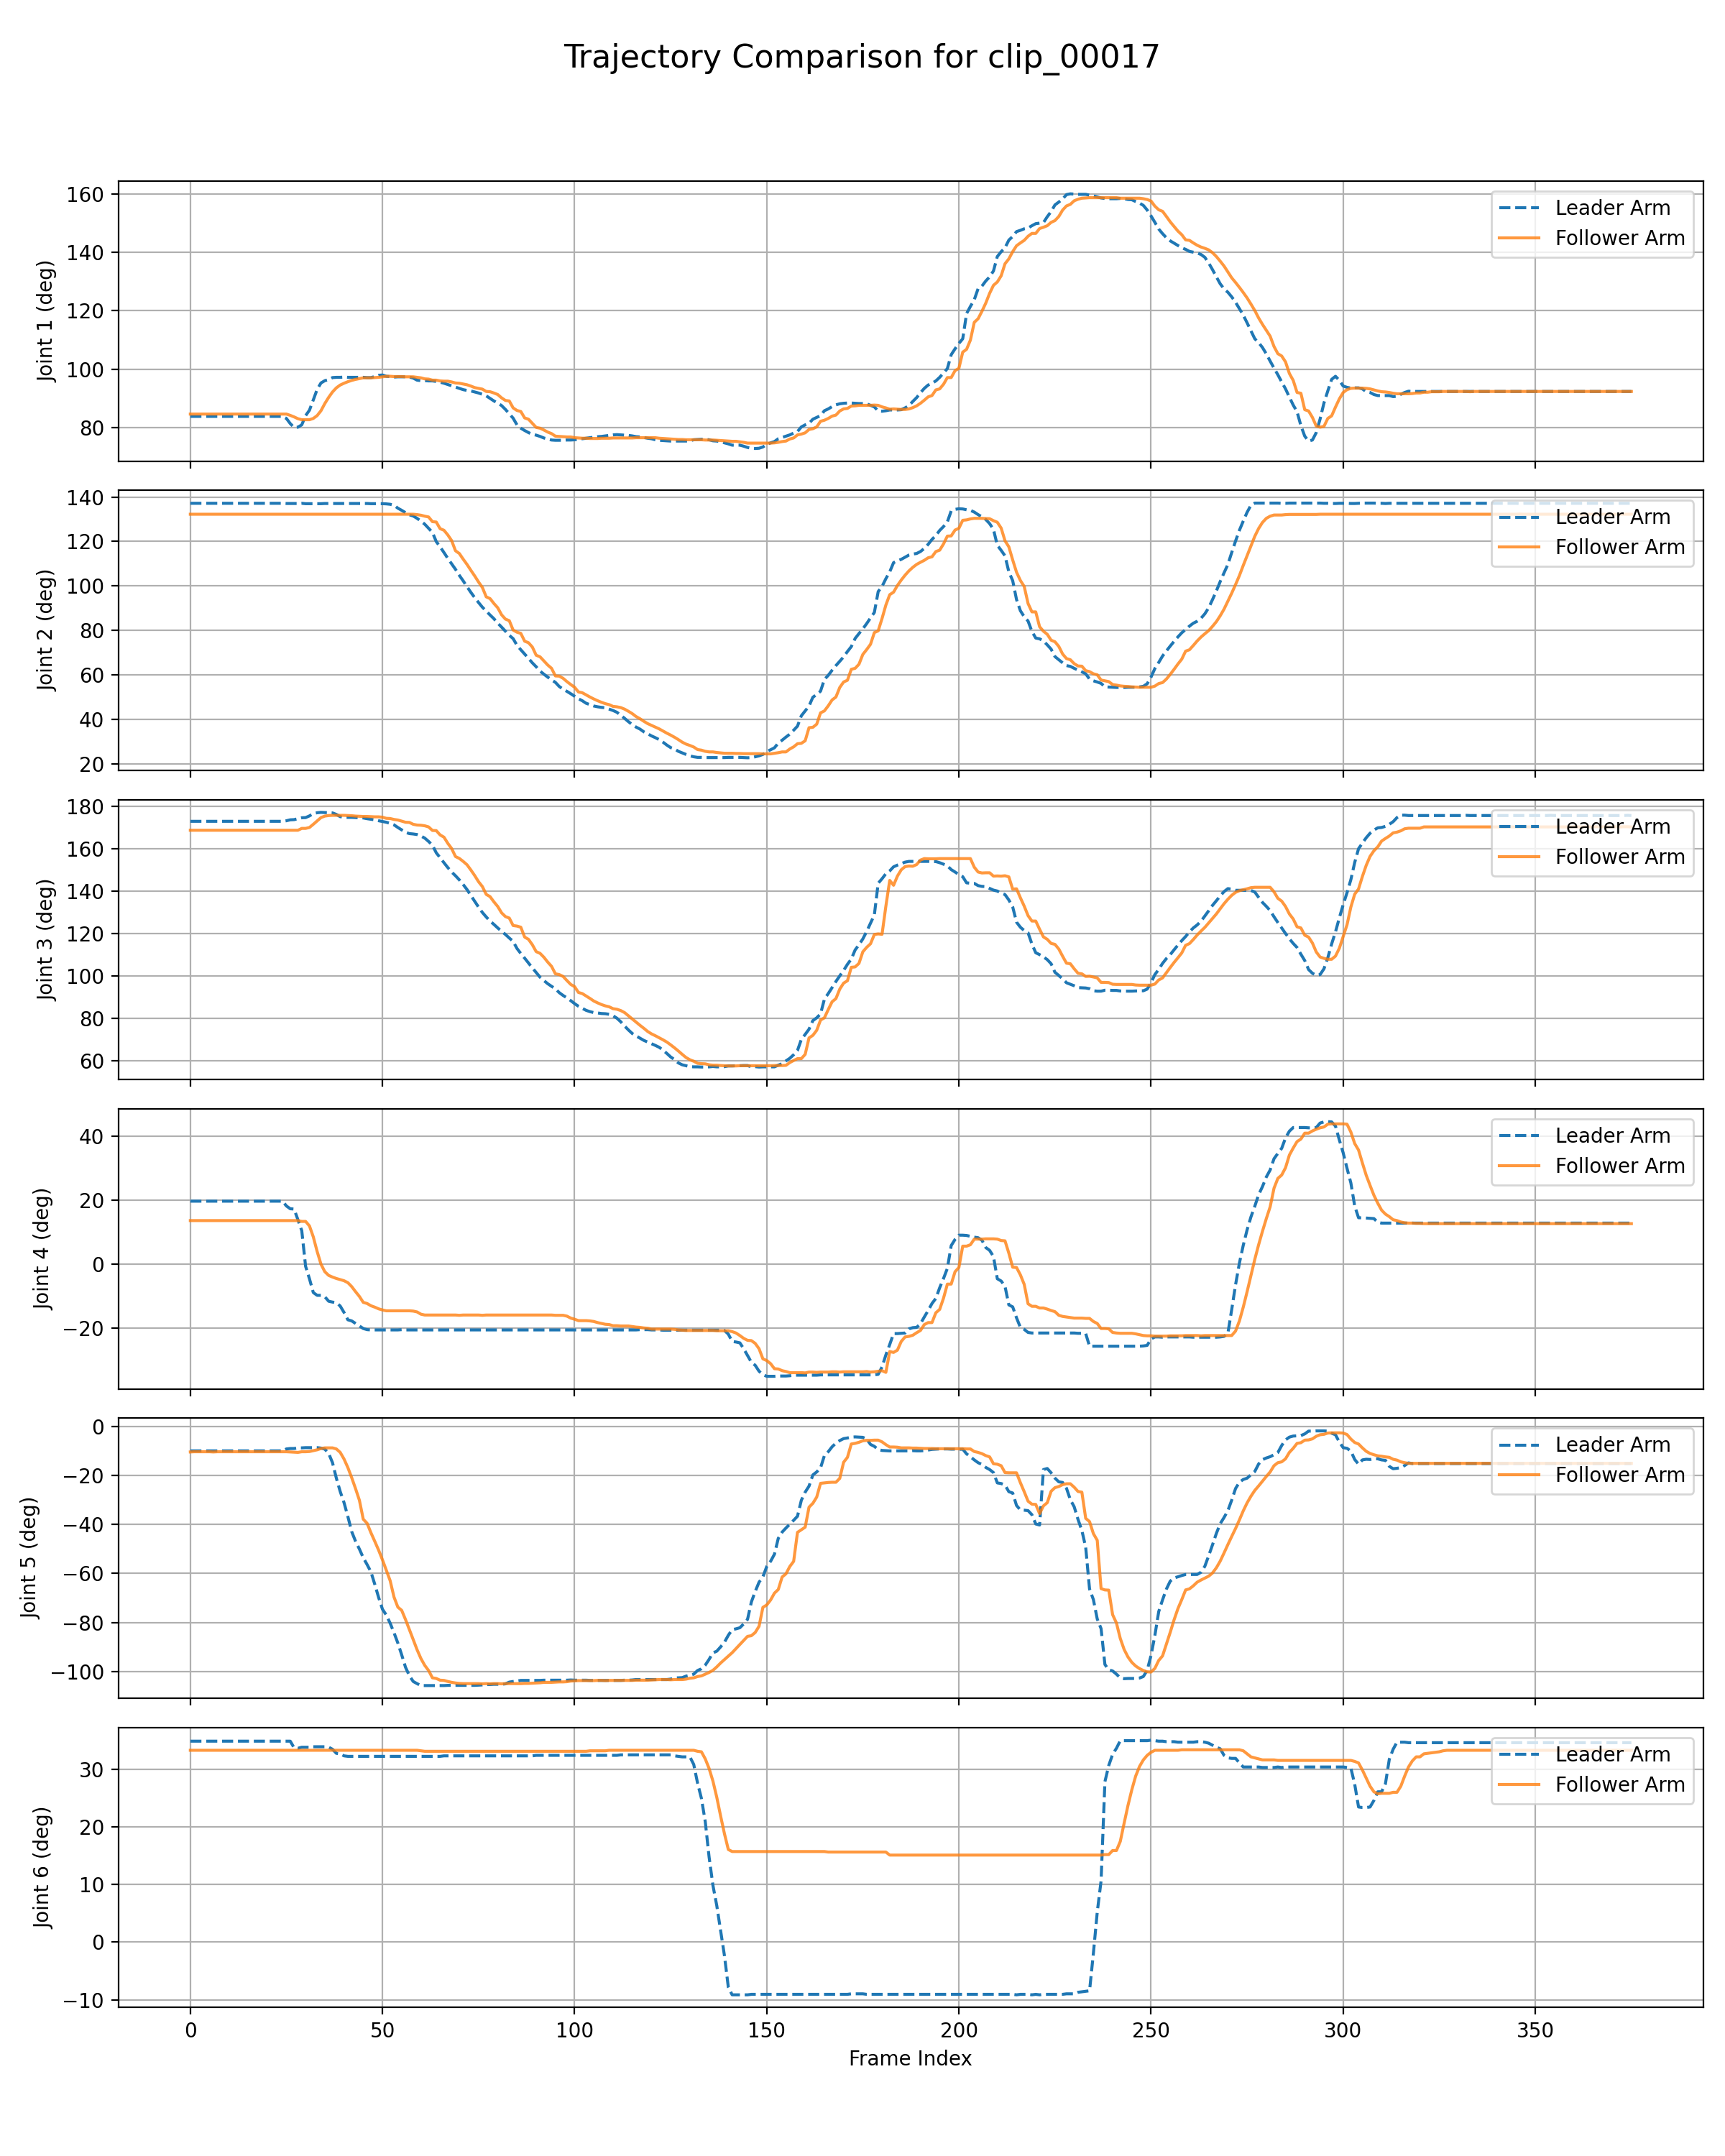 Trajectory Comparison for clip_00017
160
140
120
100
80
Joint 1 (deg)
Leader Arm
Follower Arm
140
120
100
80
60
40
20
Joint 2 (deg)
Leader Arm
Follower Arm
180
160
140
120
100
80
60
Joint 3 (deg)
Leader Arm
Follower Arm
40
20
0
−20
Joint 4 (deg)
Leader Arm
Follower Arm
0
−20
−40
−60
−80
−100
Joint 5 (deg)
Leader Arm
Follower Arm
30
20
10
0
−10
Joint 6 (deg)
Leader Arm
Follower Arm
0 50 100 150 200 250 300 350
Frame Index